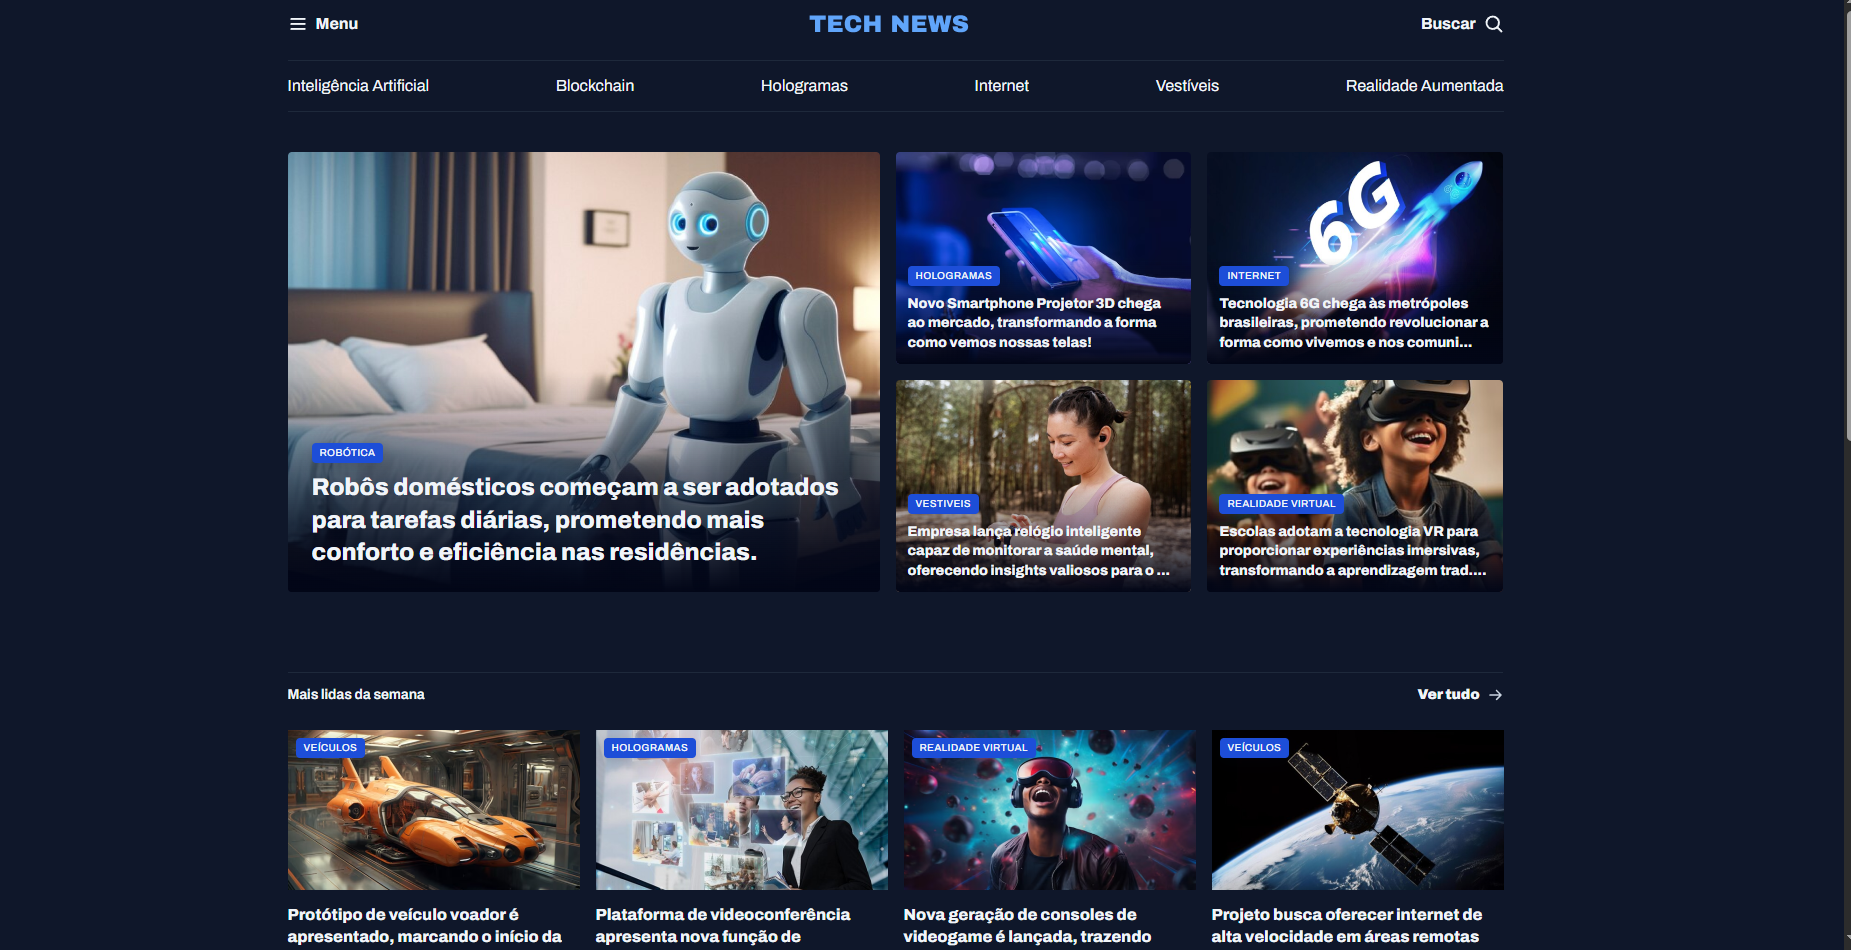 Menu
TECH NEWS
Buscar
Inteligência Artificial
Blockchain
Hologramas
Internet
Vestíveis
Realidade Aumentada
ROBÓTICA
Robôs domésticos começam a ser adotados
para tarefas diárias, prometendo mais
conforto e eficiência nas residências.
HOLOGRAMAS
Novo Smartphone Projetor 3D chega
ao mercado, transformando a forma
como vemos nossas telas!
6G
INTERNET
Tecnologia 6G chega às metrópoles
brasileiras, prometendo revolucionar a
forma como vivemos e nos comuni...
VESTIVEIS
Empresa lança relógio inteligente
capaz de monitorar a saúde mental,
oferecendo insights valiosos para o ...
REALIDADE VIRTUAL
Escolas adotam a tecnologia VR para
proporcionar experiências imersivas,
transformando a aprendizagem trad....
Mais lidas da semana
Ver tudo
VEÍCULOS
Protótipo de veículo voador é
apresentado, marcando o início da
HOLOGRAMAS
Plataforma de videoconferência
apresenta nova função de
REALIDADE VIRTUAL
Nova geração de consoles de
videogame é lançada, trazendo
VEÍCULOS
Projeto busca oferecer internet de
alta velocidade em áreas remotas